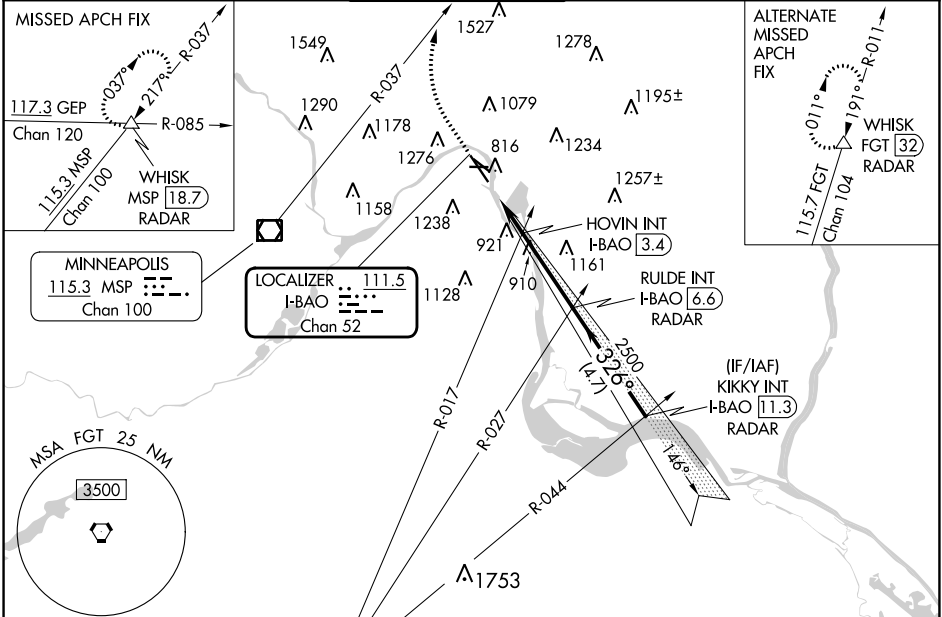 MISSED APCH FIX
037°
217°
R-037
117.3 GEP
Chan 120
R-085
115.3 MSP
Chan 100
WHISK
MSP 18.7
RADAR
1549
1527
1278
R-037
1290
1178
1079
1195±
1276
816
1234
1158
1238
1257±
921
910
1161
1128
HOVIN INT
I-BAO 3.4
RULDE INT
I-BAO 6.6
RADAR
ALTERNATE
MISSED
APCH
FIX
R-011
011°
191°
WHISK
FGT 32
RADAR
115.7 FGT
Chan 104
MINNEAPOLIS
115.3 MSP
Chan 100
LOCALIZER 111.5
I-BAO
Chan 52
2500
326°
(4.7)
(IF/IAF)
KIKKY INT
I-BAO 11.3
RADAR
R-017
R-027
R-044
146°
MSA FGT 25 NM
3500
1753